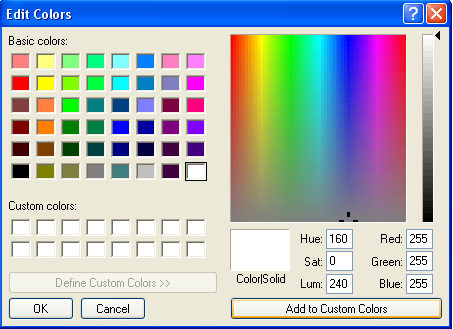 Edit Colors
Basic colors:
Custom colors:
Define Custom Colors >>
OK
Cancel
Color|Solid
Hue: 160
Sat: 0
Lum: 240
Red: 255
Green: 255
Blue: 255
Add to Custom Colors